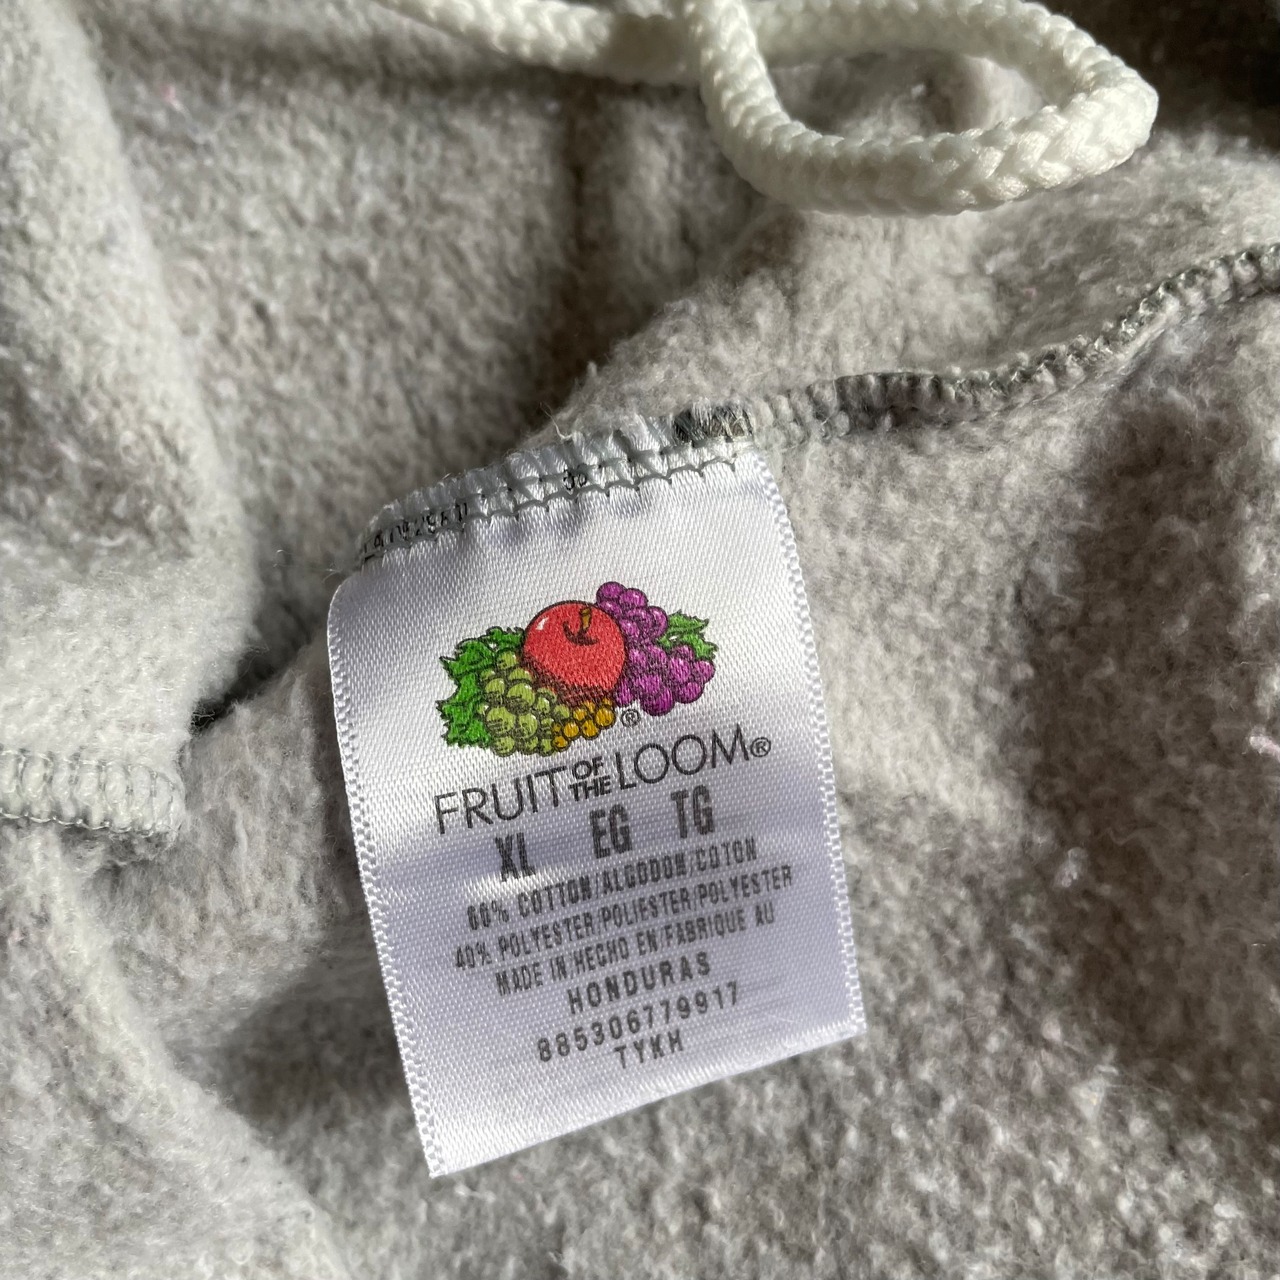 ®
FRUIT OF THE LOOM®
XL EG TG
60% COTTON/ALGODON/COTON
40% POLYESTER/POLIESTER/POLYESTER
MADE IN/HECHO EN/FABRIQUE AU
HONDURAS
885306779917
TYKH